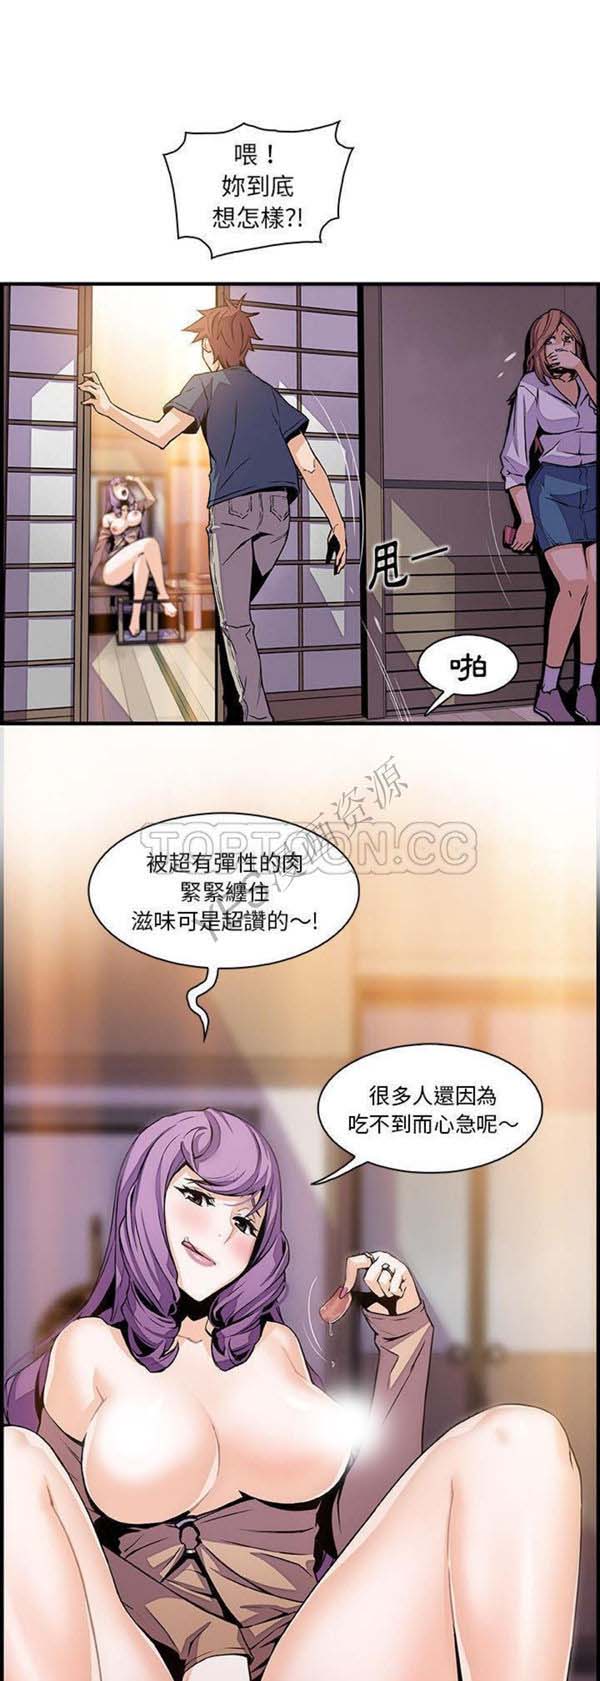 喂！
妳到底
想怎樣?!
甩一
啪
TOPTOON.CC
被超有彈性的肉
緊緊纏住
滋味可是超讚的～!
很多人還因為
吃不到而心急呢～